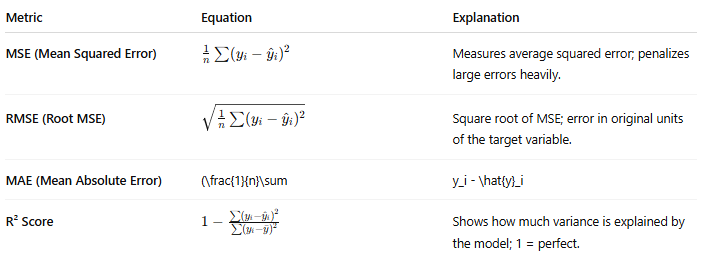 Metric Equation Explanation
MSE (Mean Squared Error) $\frac{1}{n}\sum(y_i - \hat{y}_i)^2$ Measures average squared error; penalizes
large errors heavily.
RMSE (Root MSE) $\sqrt{\frac{1}{n}\sum(y_i - \hat{y}_i)^2}$ Square root of MSE; error in original units
of the target variable.
MAE (Mean Absolute Error) (\frac{1}{n}\sum y_i - \hat{y}_i
R² Score $1 - \frac{\sum(y_i - \hat{y}_i)^2}{\sum(y_i - \bar{y})^2}$ Shows how much variance is explained by
the model; 1 = perfect.